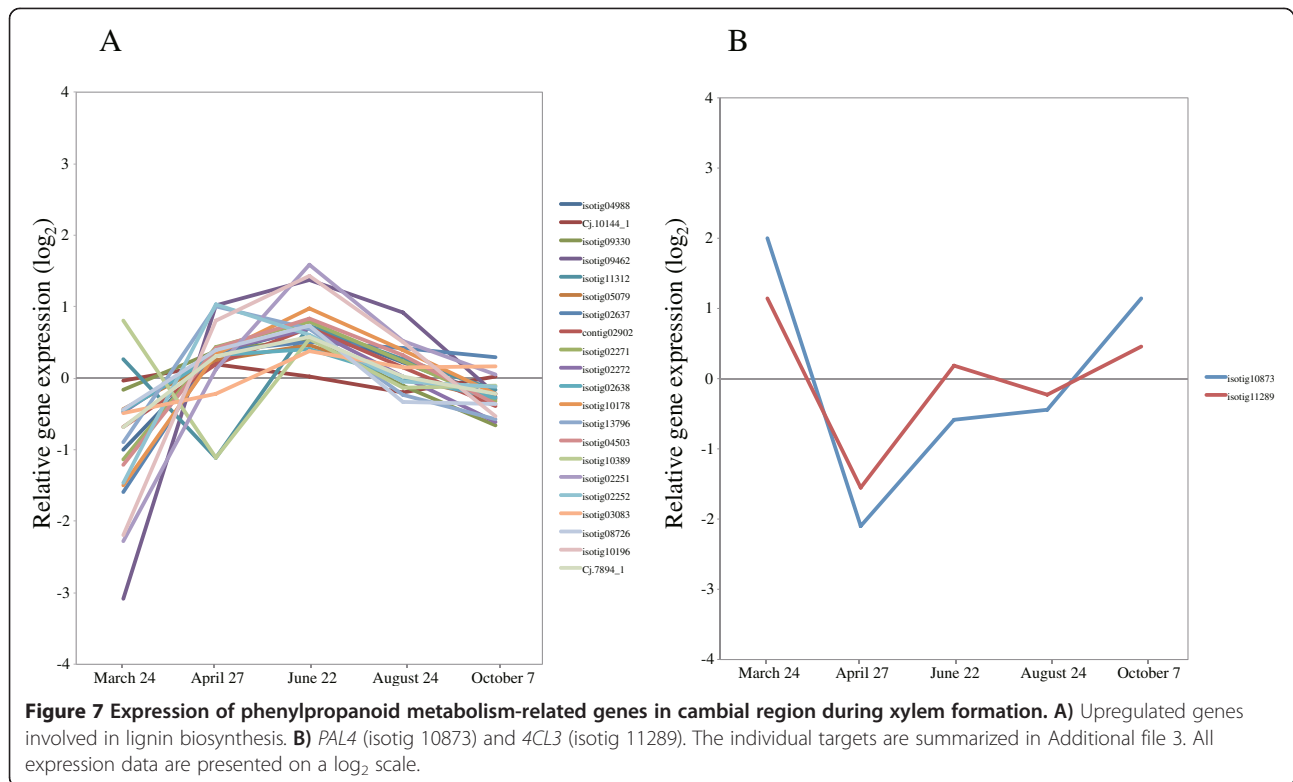 A
B
4
3
2
1
0
-1
-2
-3
-4
Relative gene expression (log2)
March 24 April 27 June 22 August 24 October 7
isotig04988
Cj.10144_1
isotig09330
isotig09462
isotig11312
isotig05079
isotig02637
contig02902
isotig02271
isotig02272
isotig02638
isotig10178
isotig13796
isotig04503
isotig10389
isotig02251
isotig02252
isotig03083
isotig08726
isotig10196
Cj.7894_1
4
3
2
1
0
-1
-2
-3
-4
Relative gene expression (log2)
March 24 April 27 June 22 August 24 October 7
isotig10873
isotig11289
Figure 7 Expression of phenylpropanoid metabolism-related genes in cambial region during xylem formation. A) Upregulated genes
involved in lignin biosynthesis. B) PAL4 (isotig 10873) and 4CL3 (isotig 11289). The individual targets are summarized in Additional file 3. All
expression data are presented on a log2 scale.